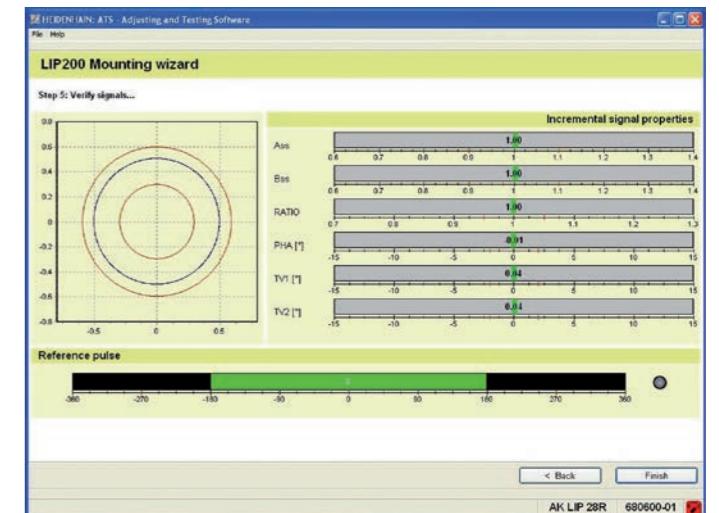 HEIDENHAIN: ATS - Adjusting and Testing Software
File Help
LIP200 Mounting wizard
Step 5: Verify signals...
Incremental signal properties
0.8
0.6
0.4
0.2
0
-0.2
-0.4
-0.6
-0.8
-0.5 0 0.5
Ass 1.00
0.6 0.7 0.8 0.9 1 1.1 1.2 1.3 1.4
Bss 1.00
0.6 0.7 0.8 0.9 1 1.1 1.2 1.3 1.4
RATIO 1.00
0.7 0.8 0.9 1 1.1 1.2 1.3
PHA [°] -0.01
-15 -10 -5 0 5 10 15
TV1 [°] 0.04
-15 -10 -5 0 5 10 15
TV2 [°] 0.04
-15 -10 -5 0 5 10 15
Reference pulse
-360 -270 -180 -90 0 90 180 270 360
< Back Finish
AK LIP 28R 680600-01